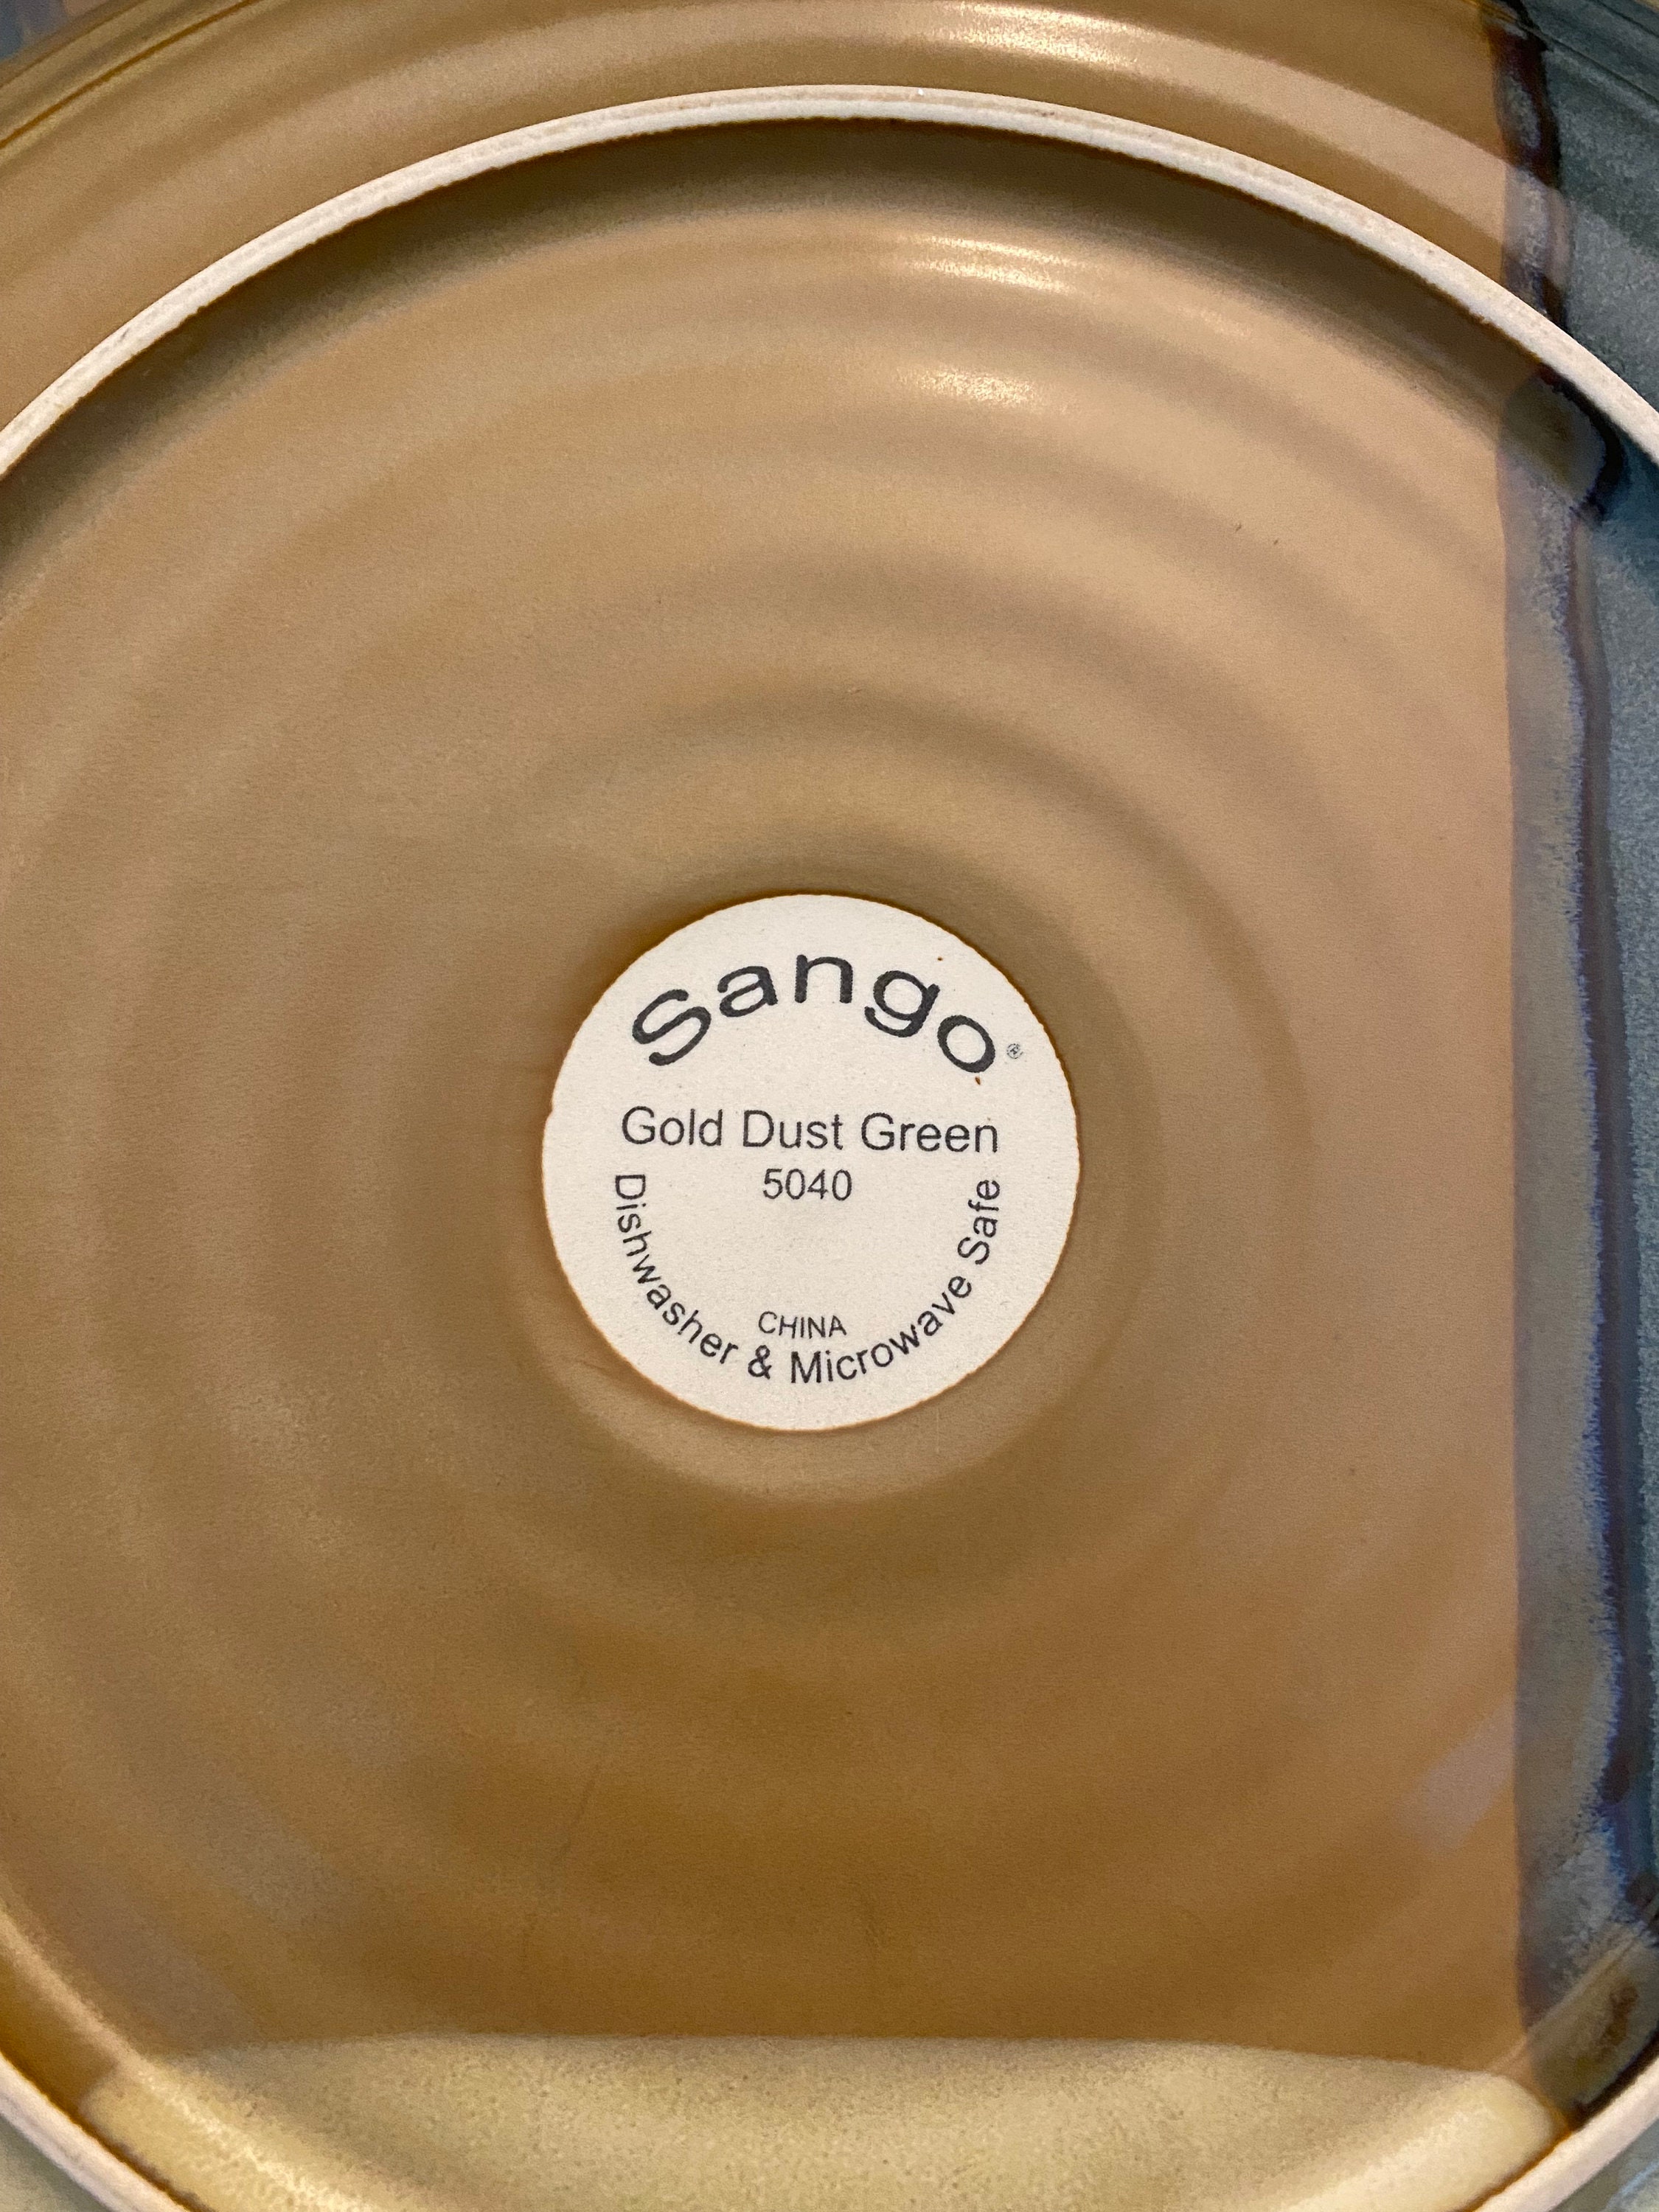 Sango®
Gold Dust Green
5040
CHINA
Dishwasher & Microwave Safe